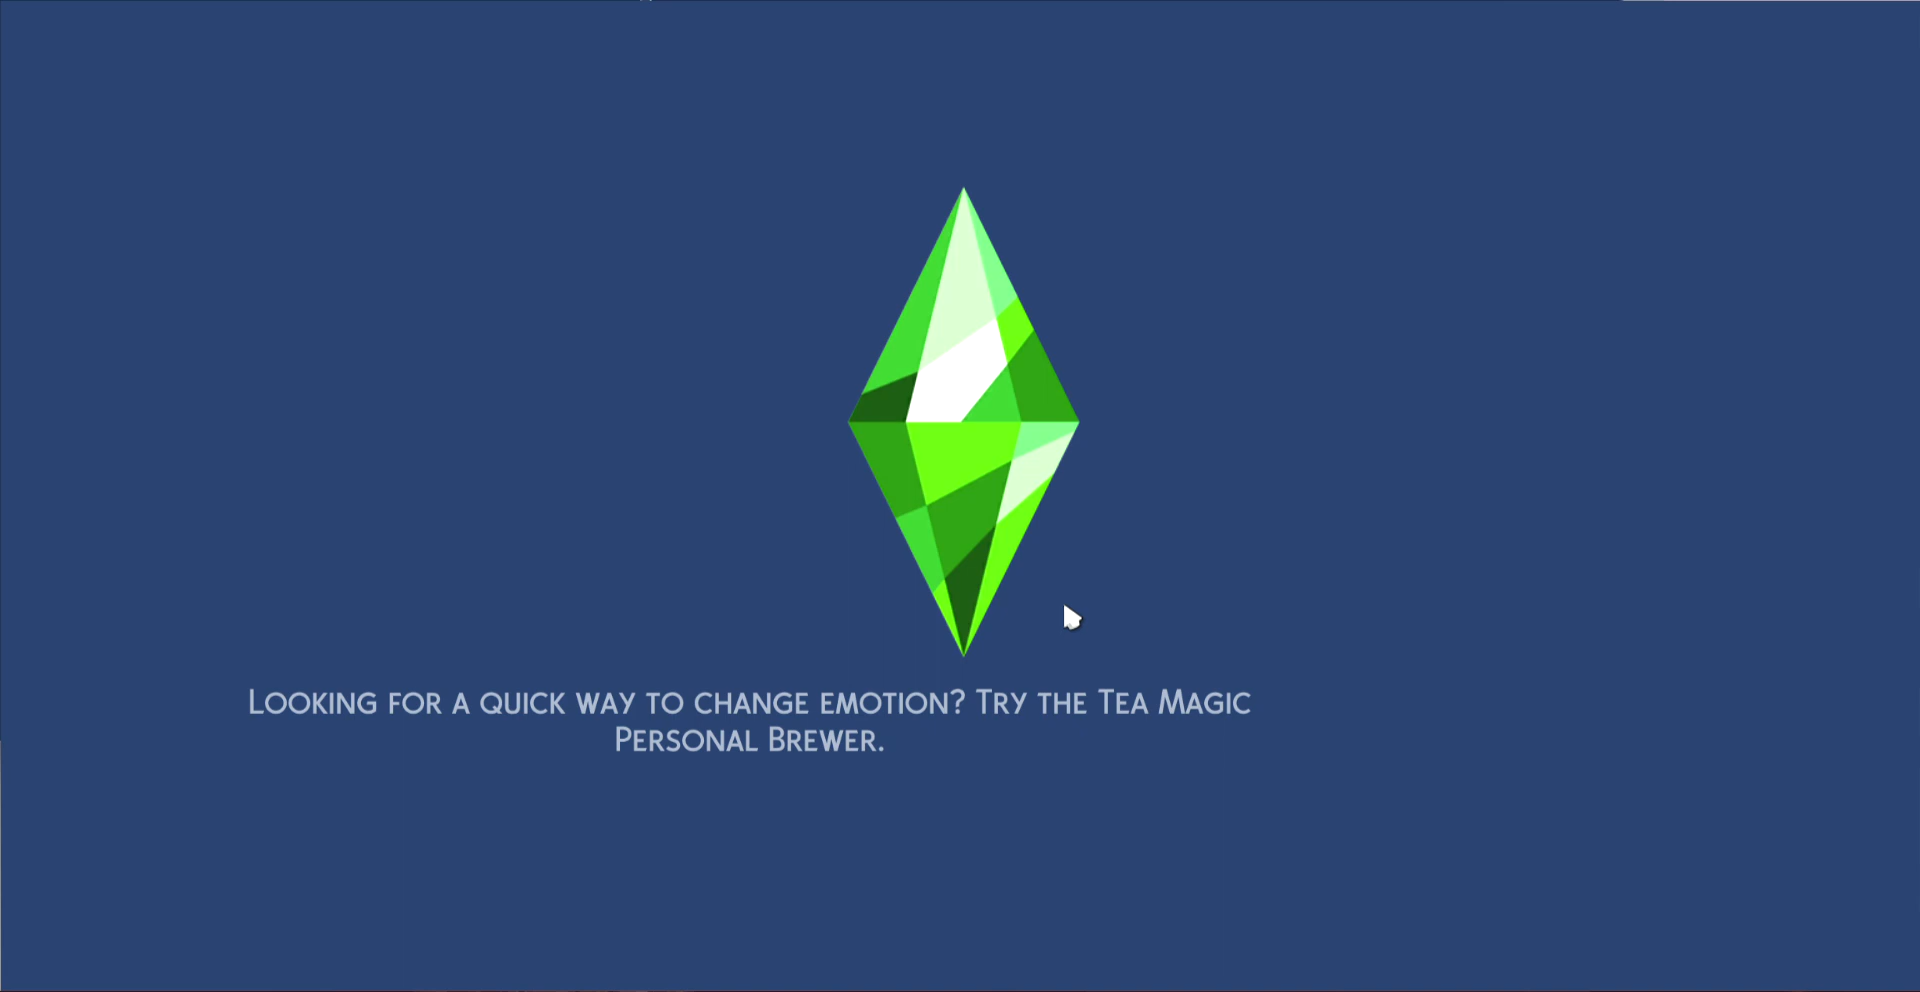 Looking for a quick way to change emotion? Try the Tea Magic
Personal Brewer.